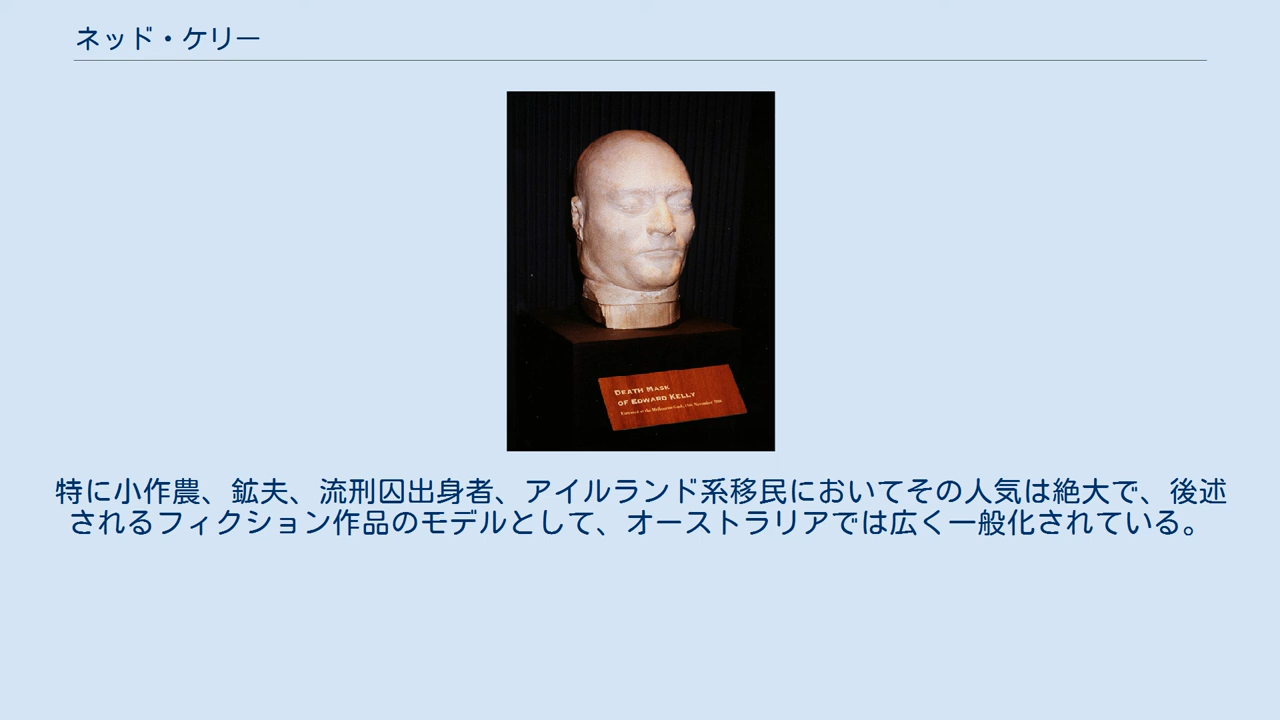 ネッド・ケリー
DEATH MASK
OF EDWARD KELLY
特に小作農、鉱夫、流刑囚出身者、アイルランド系移民においてその人気は絶大で、後述
されるフィクション作品のモデルとして、オーストラリアでは広く一般化されている。